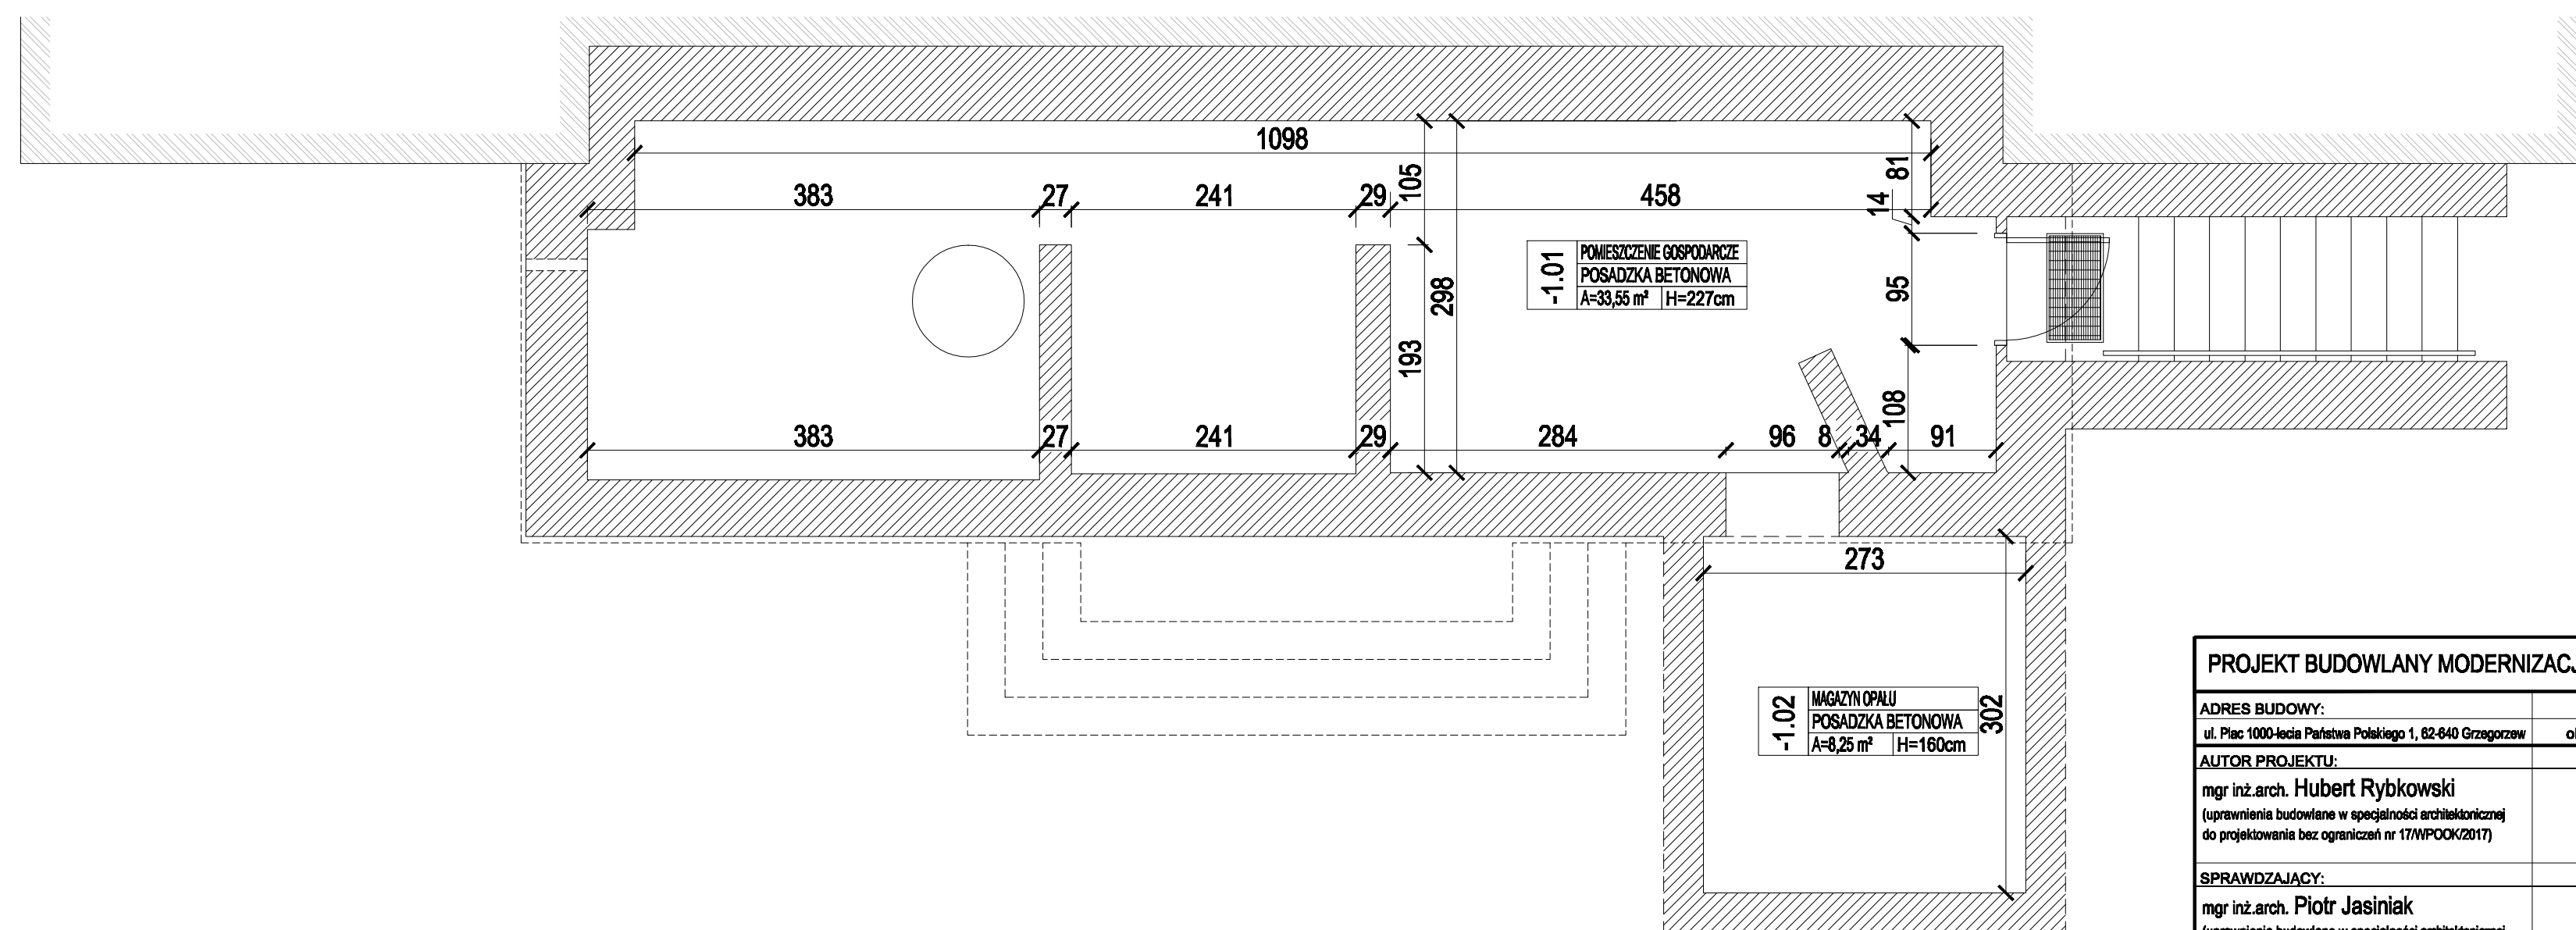 1098
383 27 241 29 458
105
81
14
298
193
95
108
-1.01
POMIESZCZENIE GOSPODARCZE
POSADZKA BETONOWA
A=33,55 m² H=227cm
383 27 241 29 284 96 8 34 91
273
302
-1.02
MAGAZYN OPAŁU
POSADZKA BETONOWA
A=8,25 m² H=160cm
PROJEKT BUDOWLANY MODERNIZAC
ADRES BUDOWY:
ul. Plac 1000-lecia Państwa Polskiego 1, 62-640 Grzegorzew
AUTOR PROJEKTU:
mgr inż.arch. Hubert Rybkowski
(uprawnienia budowlane w specjalności architektonicznej
do projektowania bez ograniczeń nr 17/WPOOK/2017)
SPRAWDZAJĄCY:
mgr inż.arch. Piotr Jasiniak